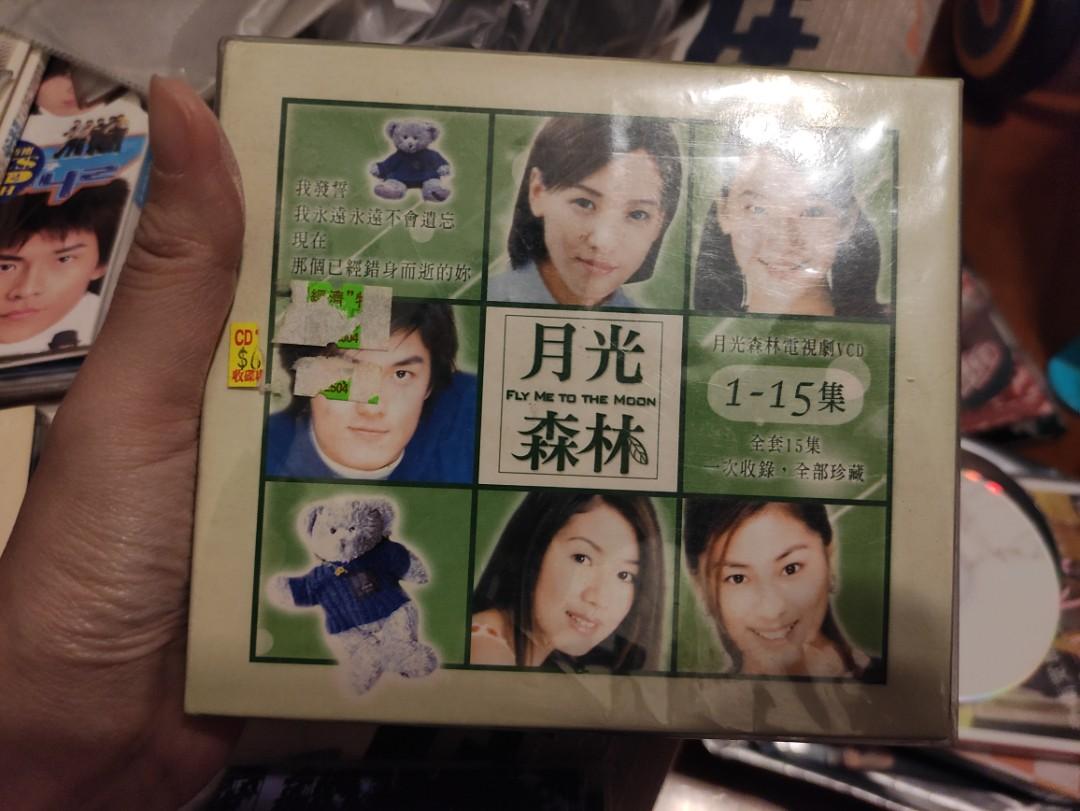 我發誓
我永遠永遠不會遺忘
現在
那個已經錯身而逝的妳
CD
$6
月光
FLY ME TO THE MOON
森林
月光森林電視劇VCD
1-15集
全套15集
一次收錄，全部珍藏